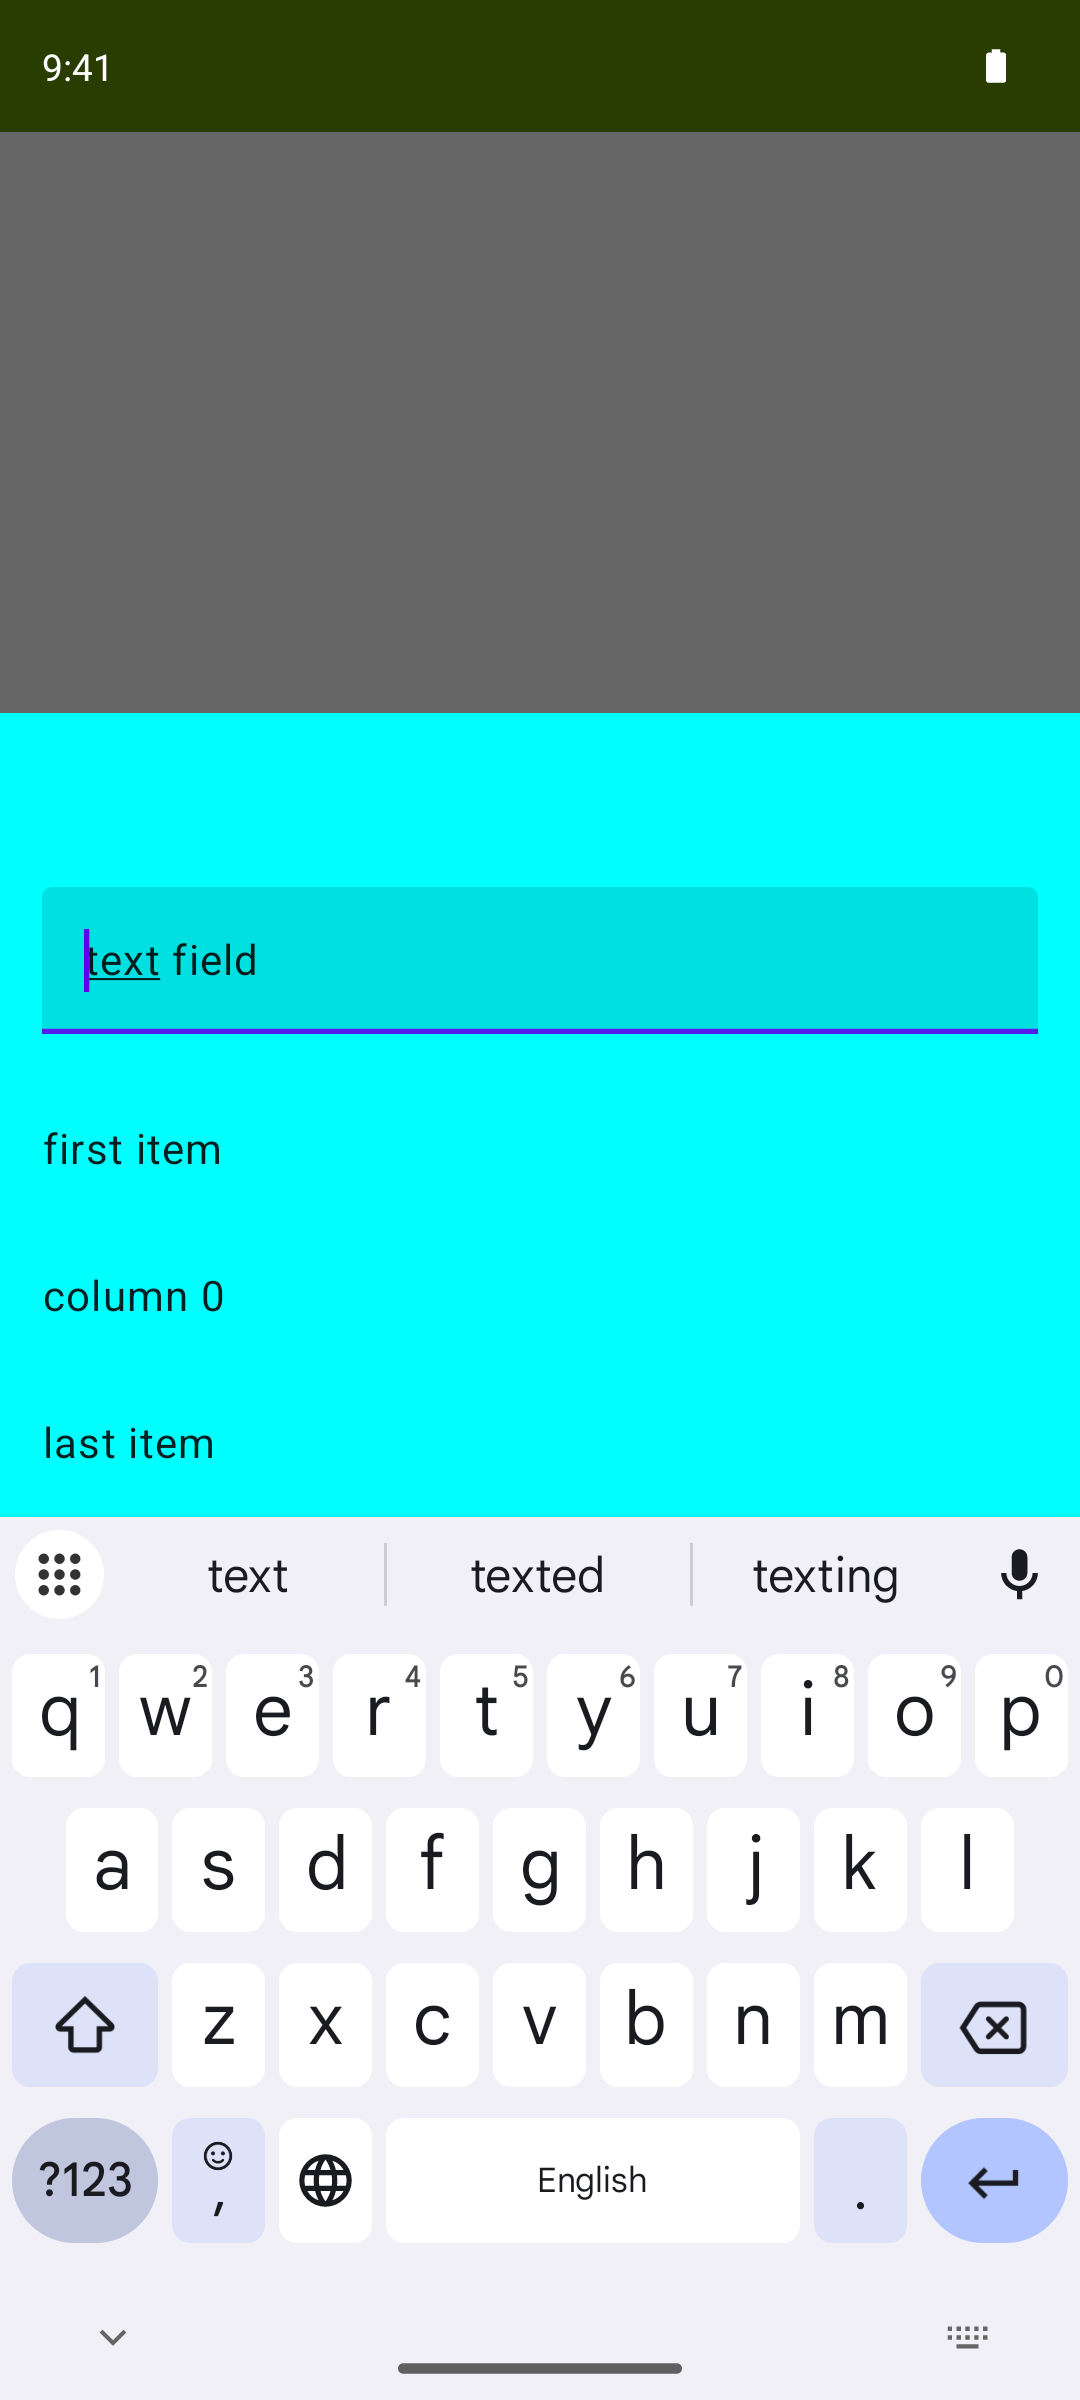 9:41
text field
first item
column 0
last item
text texted texting
q1 w2 e3 r4 t5 y6 u7 i8 o9 p0
a s d f g h j k l
z x c v b n m
?123 , English .